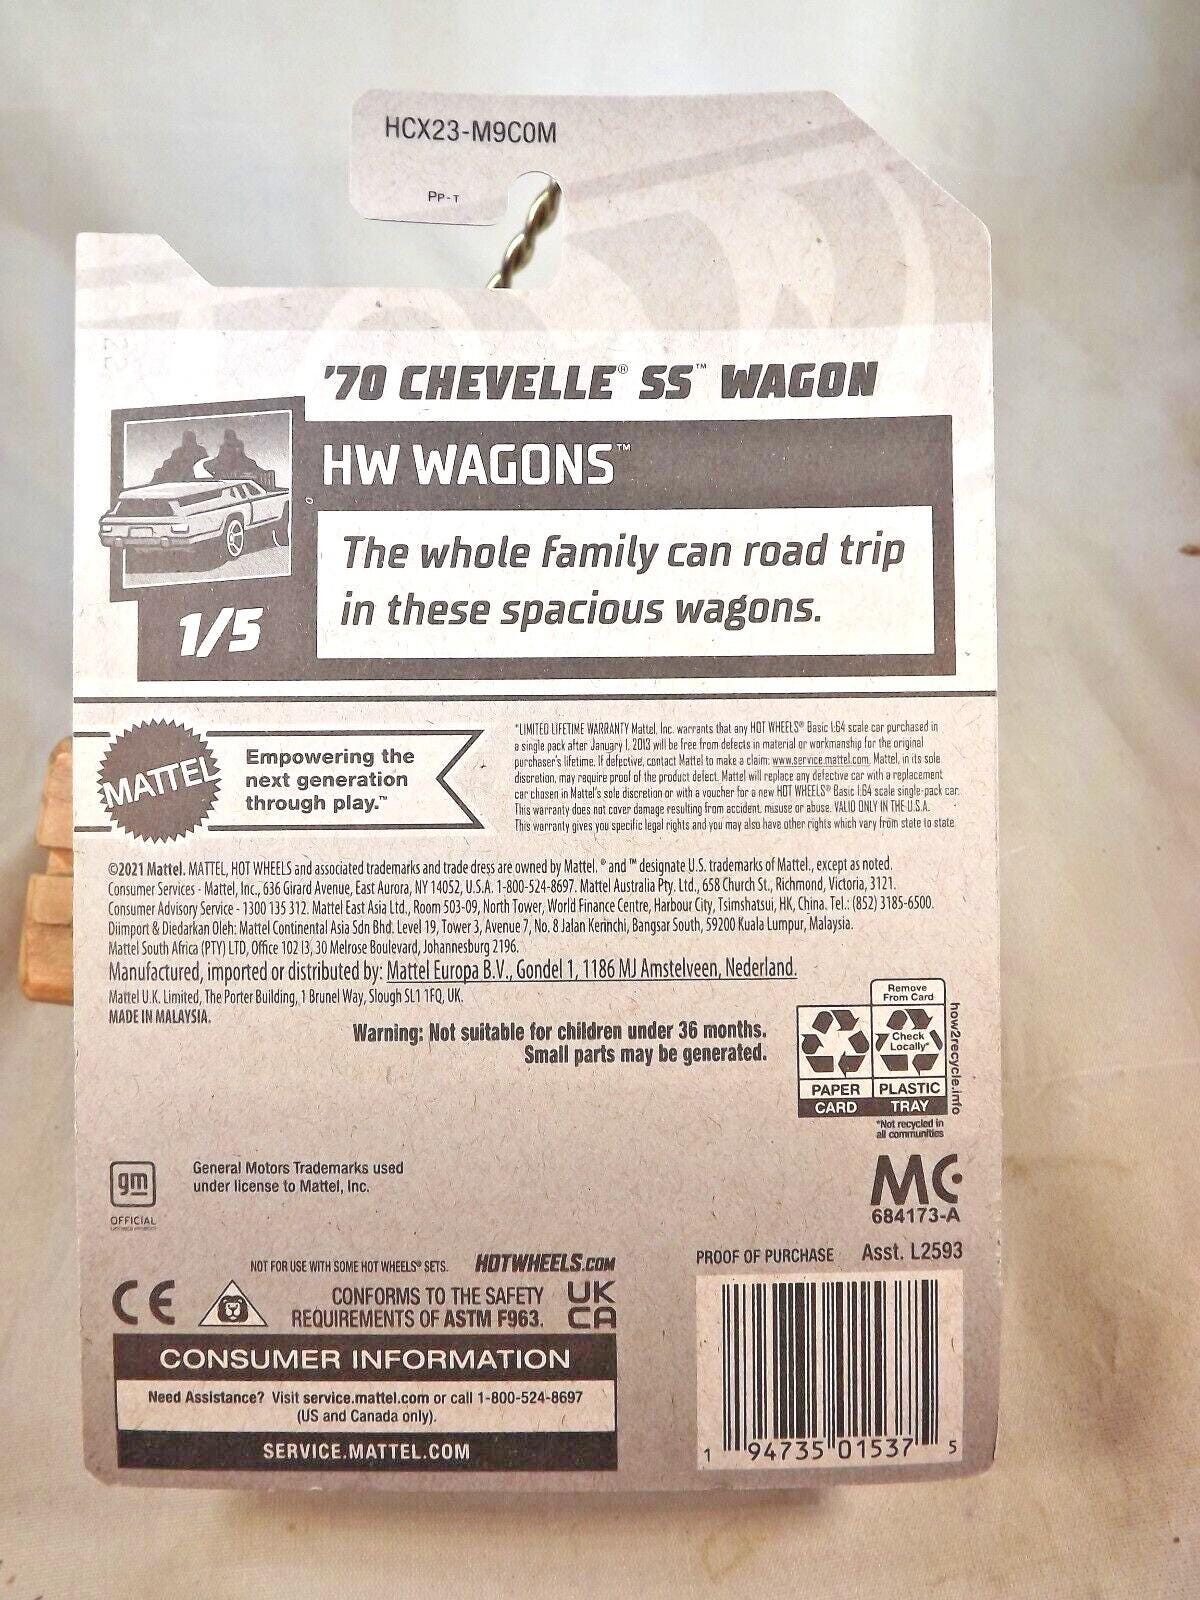 HCX23-M9C0M
PP-T
'70 CHEVELLE® SS™ WAGON
HW WAGONS™
The whole family can road trip
in these spacious wagons.
1/5
MATTEL
Empowering the
next generation
through play.™
*LIMITED LIFETIME WARRANTY Mattel, Inc. warrants that any HOT WHEELS® Basic 1:64 scale car purchased in
a single pack after January 1, 2013 will be free from defects in material or workmanship for the original
purchaser's lifetime. If defective, contact Mattel to make a claim: www.service.mattel.com. Mattel, in its sole
discretion, may require proof of the product defect. Mattel will replace any defective car with a replacement
car chosen in Mattel's sole discretion or with a voucher for a new HOT WHEELS® Basic 1:64 scale single-pack car.
This warranty does not cover damage resulting from accident, misuse or abuse. VALID ONLY IN THE U.S.A.
This warranty gives you specific legal rights and you may also have other rights which vary from state to state.
©2021 Mattel. MATTEL, HOT WHEELS and associated trademarks and trade dress are owned by Mattel. ® and ™ designate U.S. trademarks of Mattel., except as noted.
Consumer Services - Mattel, Inc., 636 Girard Avenue, East Aurora, NY 14052, U.S.A. 1-800-524-8697. Mattel Australia Pty. Ltd., 658 Church St., Richmond, Victoria, 3121.
Consumer Advisory Service - 1300 135 312. Mattel East Asia Ltd., Room 503-09, North Tower, World Finance Centre, Harbour City, Tsimshatsui, HK, China. Tel.: (852) 3185-6500.
Diimport & Diedarkan Oleh: Mattel Continental Asia Sdn Bhd. Level 19, Tower 3, Avenue 7, No. 8 Jalan Kerinchi, Bangsar South, 59200 Kuala Lumpur, Malaysia.
Mattel South Africa (PTY) LTD, Office 102 I3, 30 Melrose Boulevard, Johannesburg 2196.
Manufactured, imported or distributed by: Mattel Europa B.V., Gondel 1, 1186 MJ Amstelveen, Nederland.
Mattel U.K. Limited, The Porter Building, 1 Brunel Way, Slough SL1 1FQ, UK.
MADE IN MALAYSIA.
Warning: Not suitable for children under 36 months.
Small parts may be generated.
Remove
From Card
Check
Locally*
PAPER
CARD
PLASTIC
TRAY
how2recycle.info
*Not recycled in
all communities
gm
OFFICIAL
General Motors Trademarks used
under license to Mattel, Inc.
MC
684173-A
NOT FOR USE WITH SOME HOT WHEELS® SETS.
HOTWHEELS.COM
PROOF OF PURCHASE
Asst. L2593
CE
CONFORMS TO THE SAFETY
REQUIREMENTS OF ASTM F963.
UK
CA
CONSUMER INFORMATION
Need Assistance? Visit service.mattel.com or call 1-800-524-8697
(US and Canada only).
SERVICE.MATTEL.COM
1 94735 01537 5